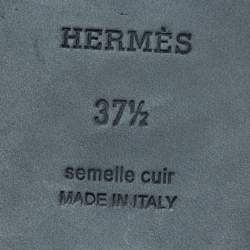 HERMÈS
37½
semelle cuir
MADE IN ITALY